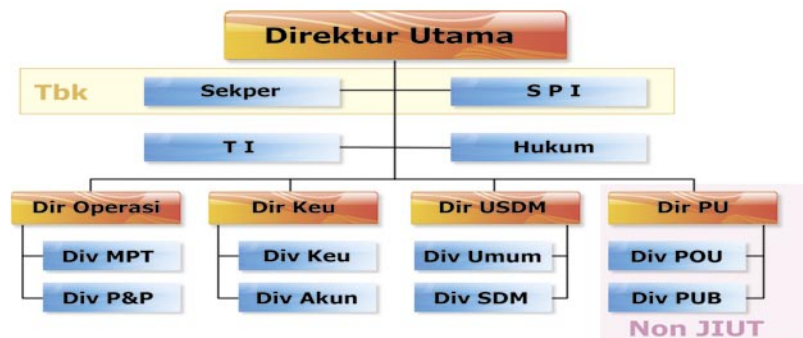 Direktur Utama
Tbk
Sekper
S P I
T I
Hukum
Dir Operasi
Dir Keu
Dir USDM
Dir PU
Div MPT
Div Keu
Div Umum
Div POU
Div P&P
Div Akun
Div SDM
Div PUB
Non JIUT